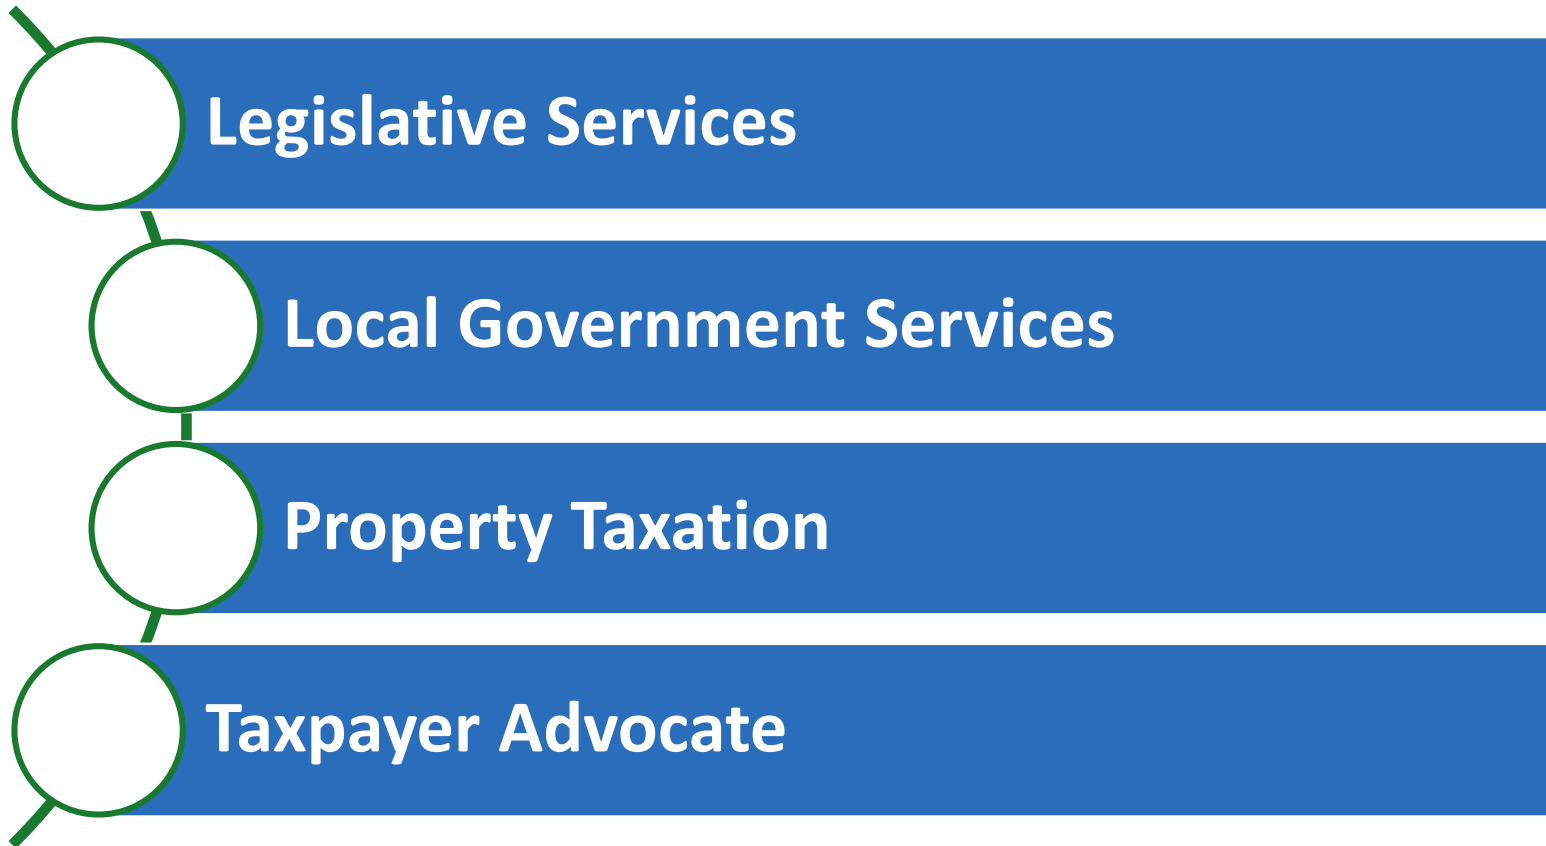 Legislative Services
Local Government Services
Property Taxation
Taxpayer Advocate